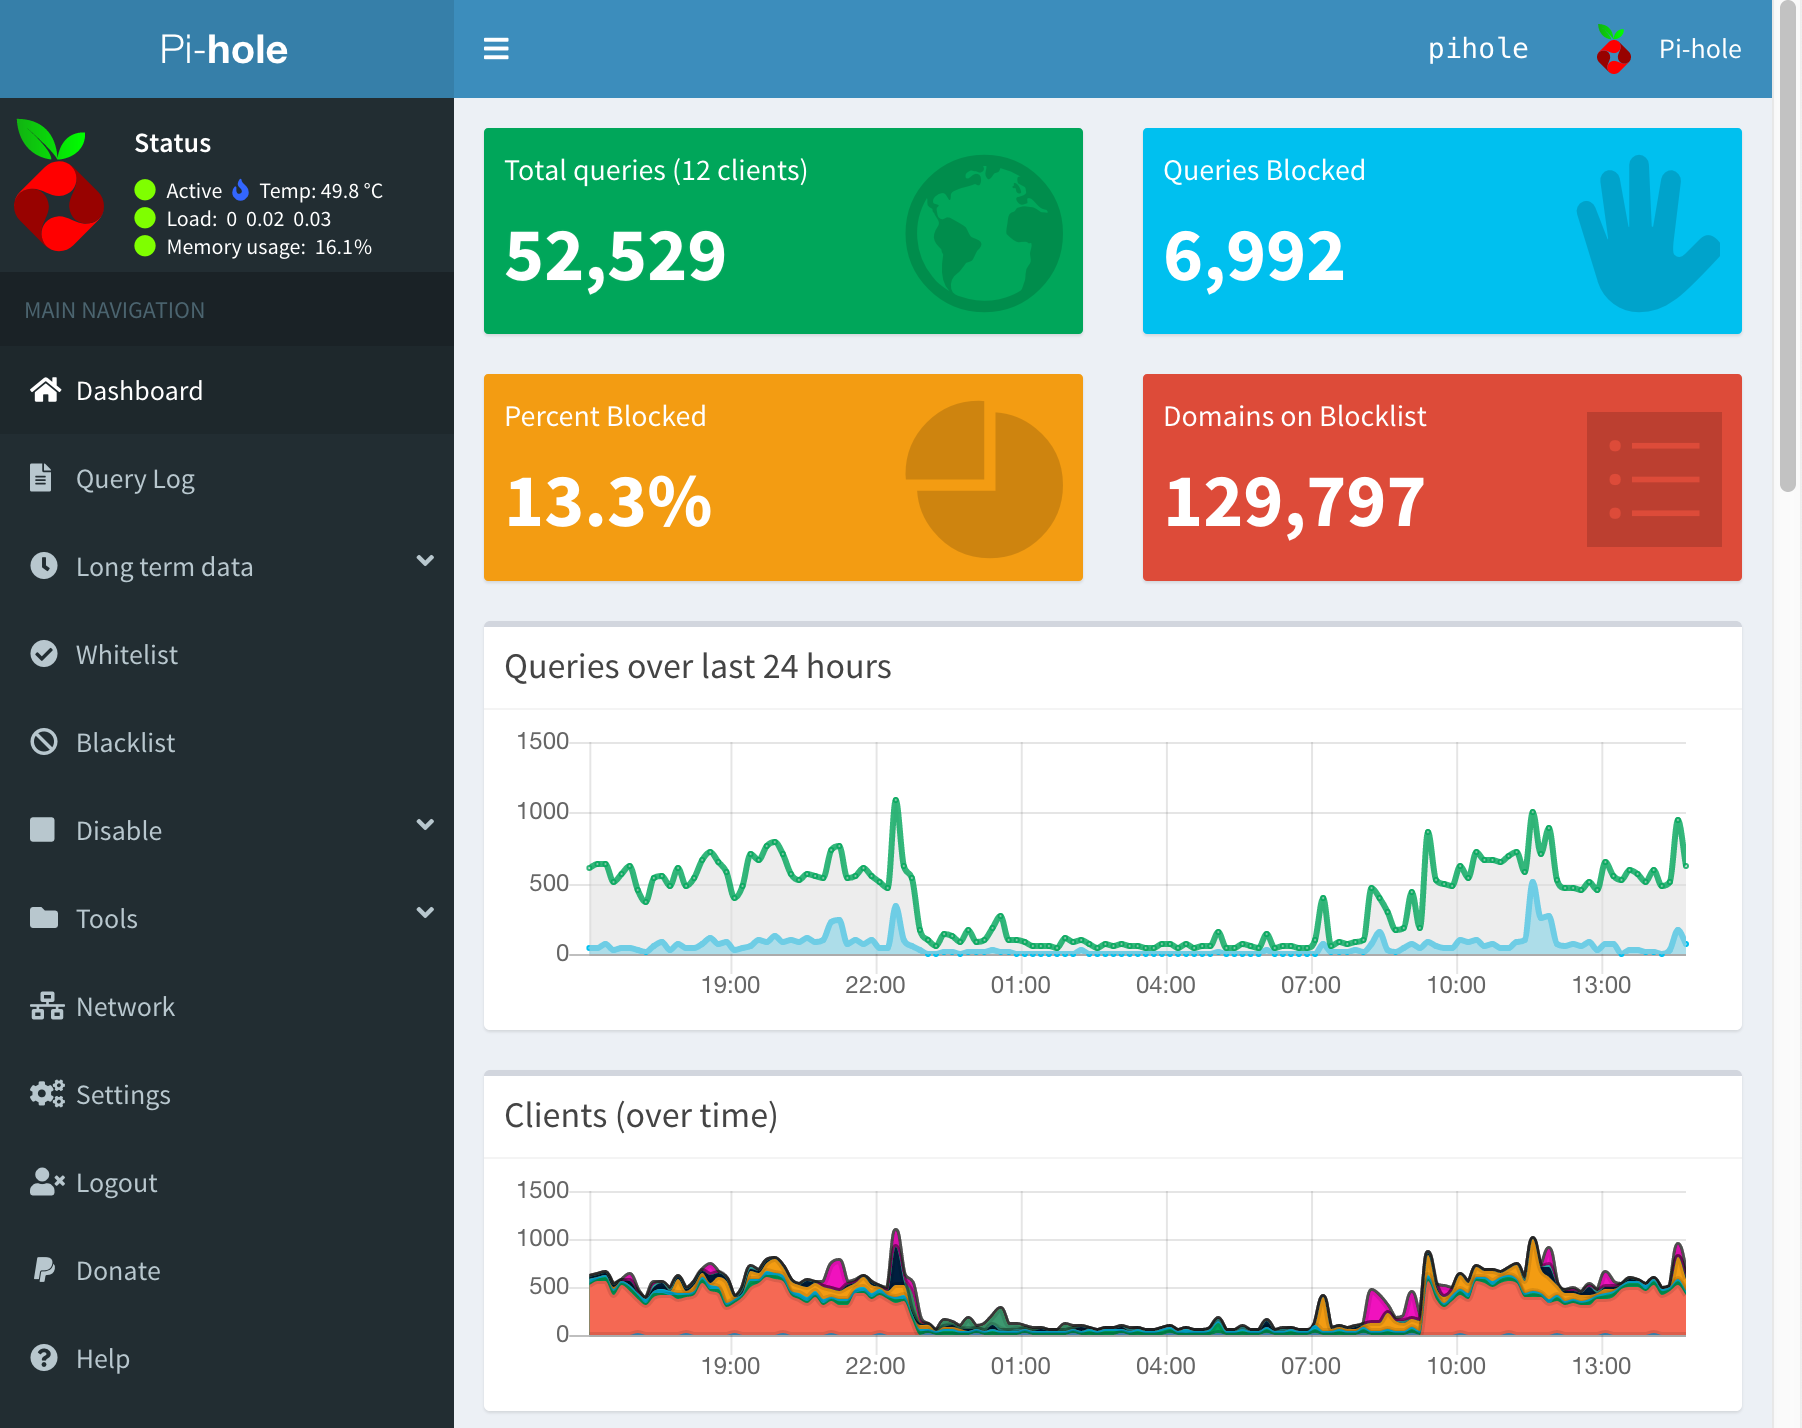 Pi-hole
pihole
Pi-hole
Status
Active Temp: 49.8 °C
Load: 0 0.02 0.03
Memory usage: 16.1%
MAIN NAVIGATION
Dashboard
Query Log
Long term data
Whitelist
Blacklist
Disable
Tools
Network
Settings
Logout
Donate
Help
Total queries (12 clients)
52,529
Queries Blocked
6,992
Percent Blocked
13.3%
Domains on Blocklist
129,797
Queries over last 24 hours
1500
1000
500
0
19:00 22:00 01:00 04:00 07:00 10:00 13:00
Clients (over time)
1500
1000
500
0
19:00 22:00 01:00 04:00 07:00 10:00 13:00